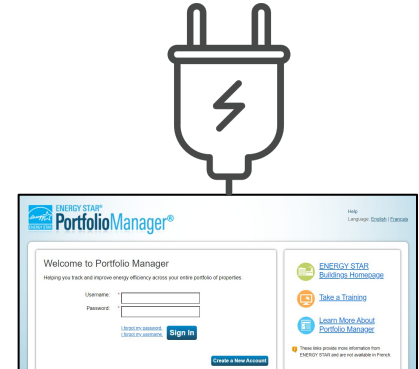 ENERGY STAR®
PortfolioManager®
Help
Language: English | Français
Welcome to Portfolio Manager
Helping you track and improve energy efficiency across your entire portfolio of properties.
Username: *
Password: *
I forgot my password.
I forgot my username.
Sign In
Create a New Account
ENERGY STAR
Buildings Homepage
Take a Training
Learn More About
Portfolio Manager
These links provide more information from
ENERGY STAR and are not available in French.